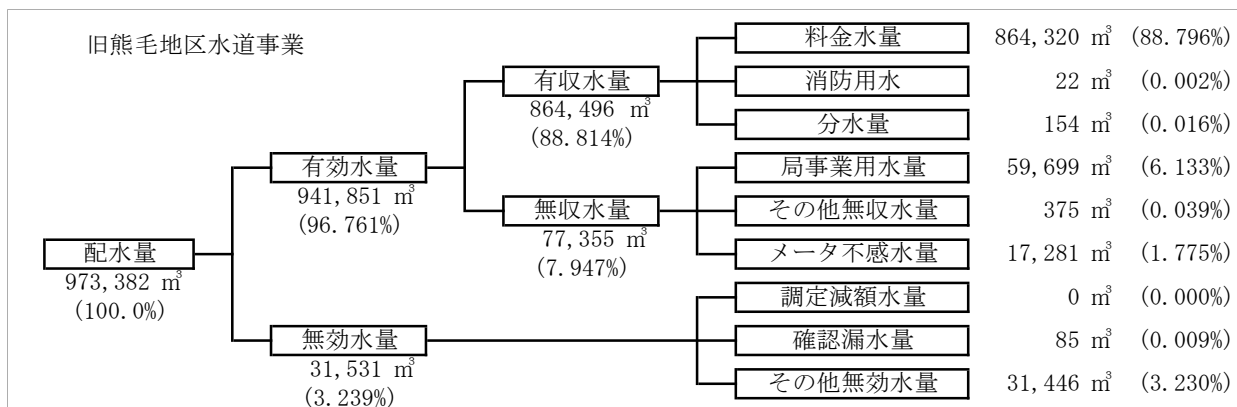 旧熊毛地区水道事業
配水量
973,382 ㎥
(100.0%)
有効水量
941,851 ㎥
(96.761%)
無効水量
31,531 ㎥
(3.239%)
有収水量
864,496 ㎥
(88.814%)
無収水量
77,355 ㎥
(7.947%)
料金水量 864,320 ㎥ (88.796%)
消防用水 22 ㎥ (0.002%)
分水量 154 ㎥ (0.016%)
局事業用水量 59,699 ㎥ (6.133%)
その他無収水量 375 ㎥ (0.039%)
メータ不感水量 17,281 ㎥ (1.775%)
調定減額水量 0 ㎥ (0.000%)
確認漏水量 85 ㎥ (0.009%)
その他無効水量 31,446 ㎥ (3.230%)